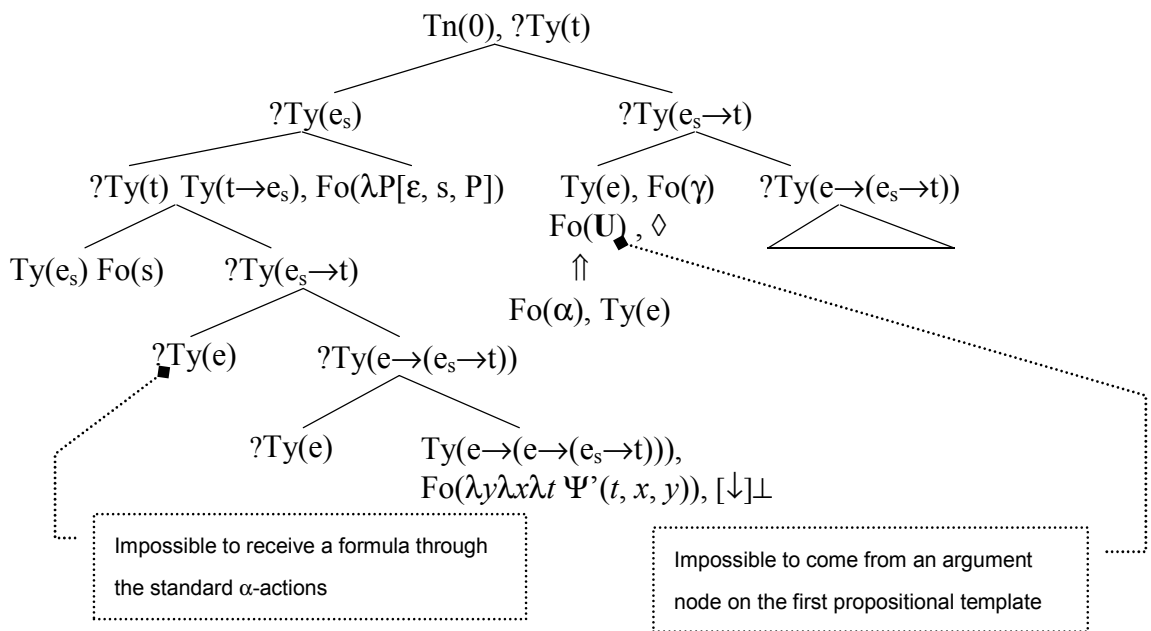 Tn(0), ?Ty(t)
?Ty(eₛ) ?Ty(eₛ→t)
?Ty(t) Ty(t→eₛ), Fo(λP[ε, s, P]) Ty(e), Fo(γ) ?Ty(e→(eₛ→t))
Fo(U) , ◊
Ty(eₛ) Fo(s) ?Ty(eₛ→t) ⇑
Fo(α), Ty(e)
?Ty(e) ?Ty(e→(eₛ→t))
?Ty(e) Ty(e→(e→(eₛ→t))),
Fo(λyλxλt Ψ’(t, x, y)), [↓]⊥
Impossible to receive a formula through
the standard α-actions
Impossible to come from an argument
node on the first propositional template